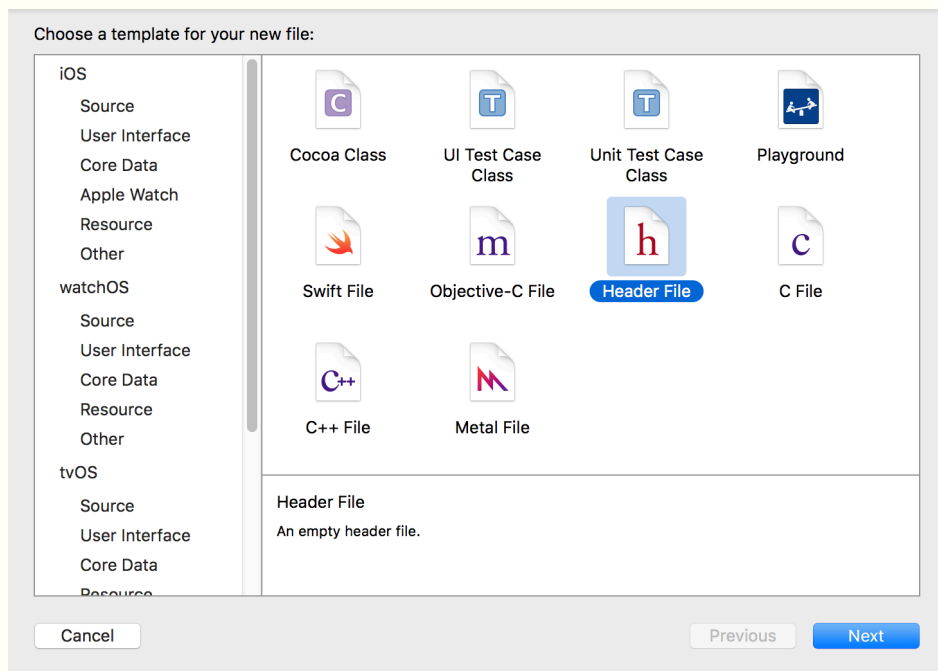 Choose a template for your new file:
iOS
Source
User Interface
Core Data
Apple Watch
Resource
Other
watchOS
Source
User Interface
Core Data
Resource
Other
tvOS
Source
User Interface
Core Data
Resource
C
Cocoa Class
T
UI Test Case
Class
T
Unit Test Case
Class
Playground
Swift File
m
Objective-C File
h
Header File
c
C File
C++
C++ File
Metal File
Header File
An empty header file.
Cancel
Previous
Next